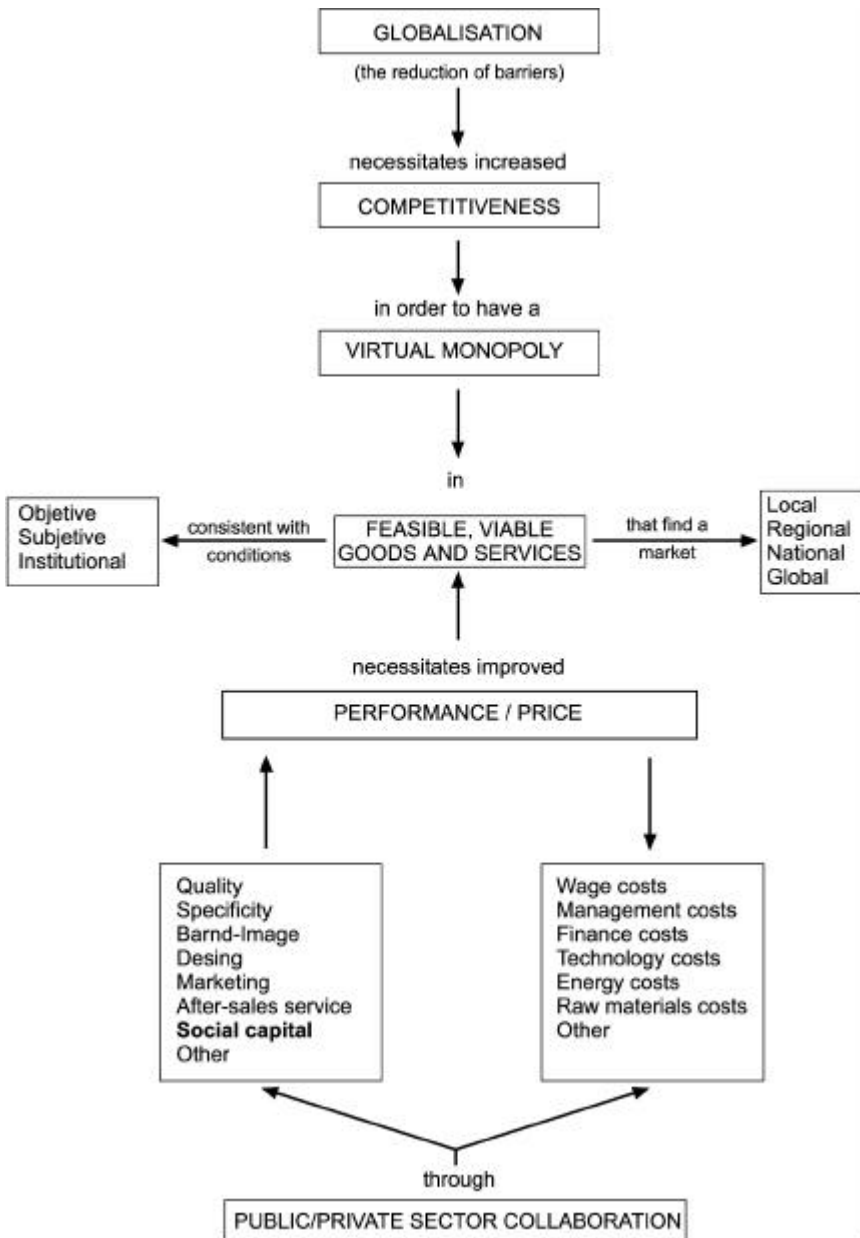 GLOBALISATION
(the reduction of barriers)
necessitates increased
COMPETITIVENESS
in order to have a
VIRTUAL MONOPOLY
in
Objetive
Subjetive
Institutional
consistent with
conditions
FEASIBLE, VIABLE
GOODS AND SERVICES
that find a
market
Local
Regional
National
Global
necessitates improved
PERFORMANCE / PRICE
Quality
Specificity
Barnd-Image
Desing
Marketing
After-sales service
Social capital
Other
Wage costs
Management costs
Finance costs
Technology costs
Energy costs
Raw materials costs
Other
through
PUBLIC/PRIVATE SECTOR COLLABORATION